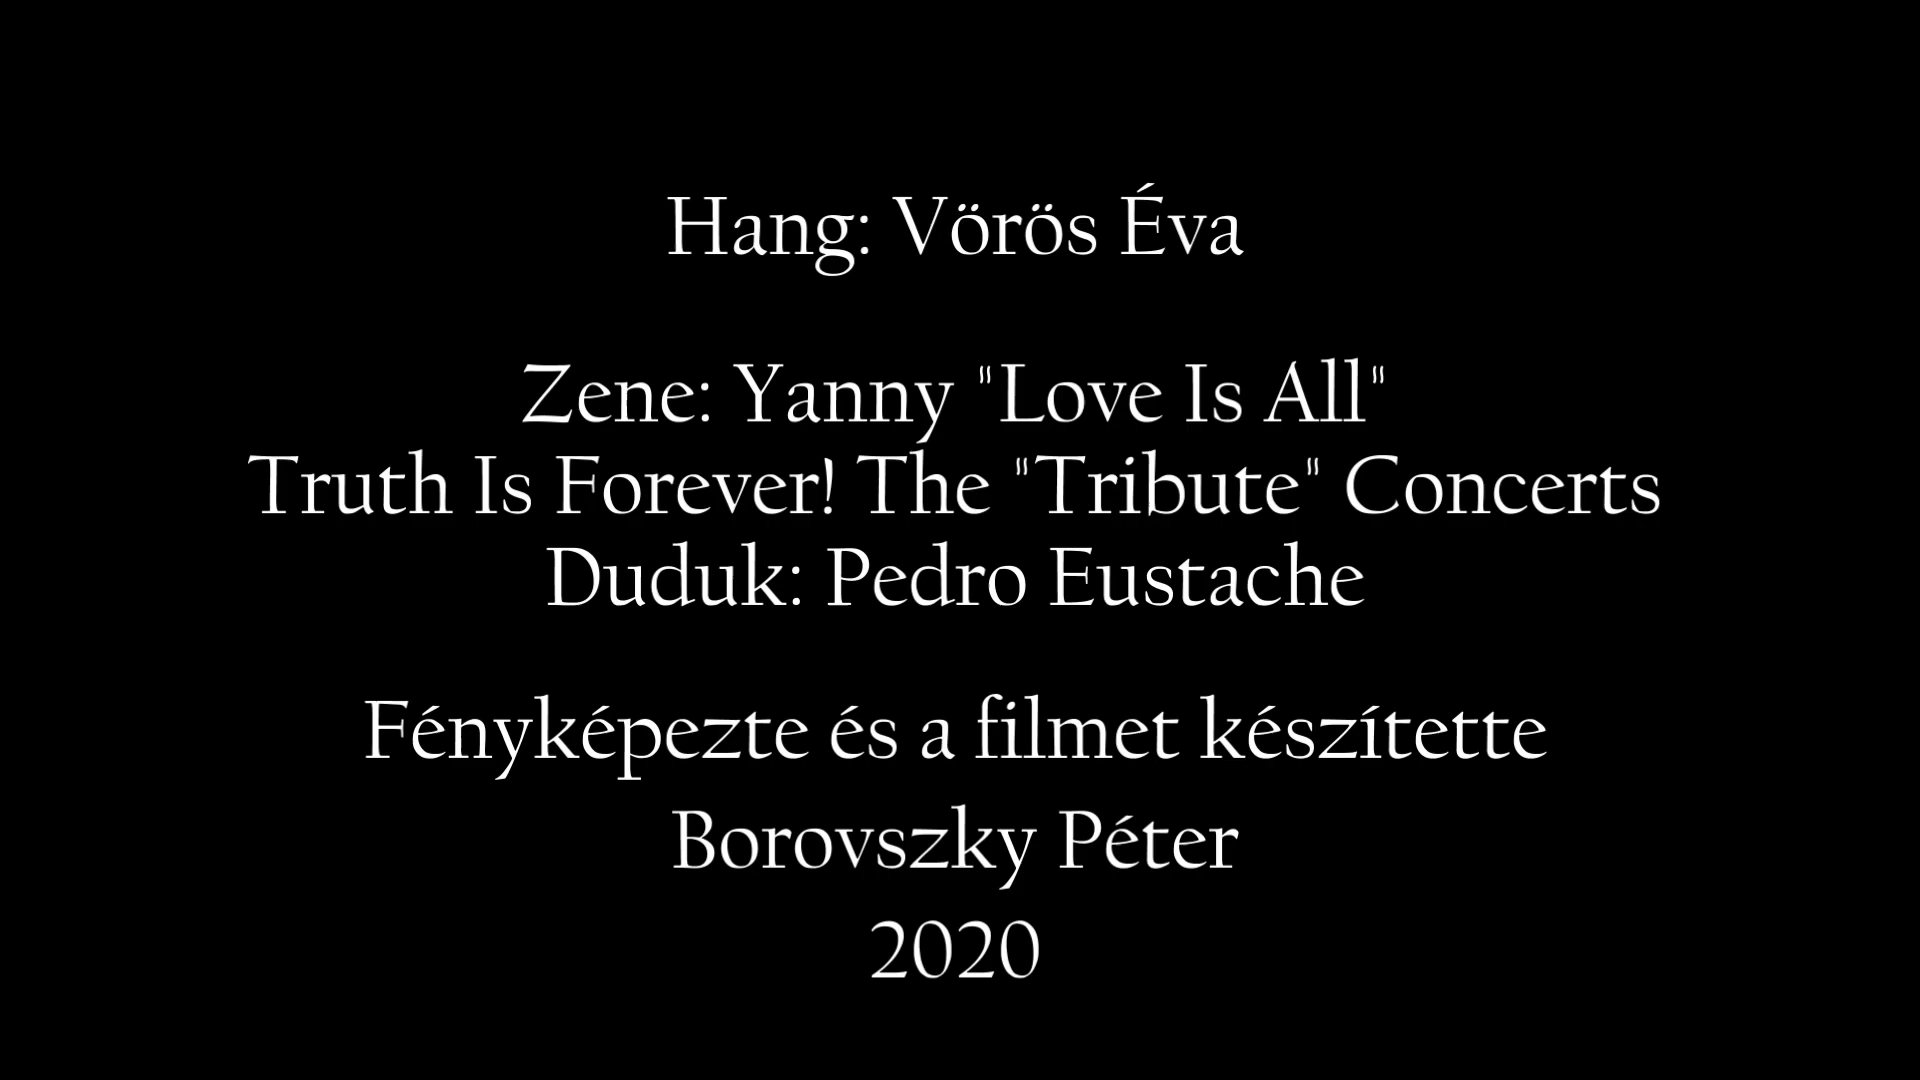 Hang: Vörös Éva
Zene: Yanny "Love Is All"
Truth Is Forever! The "Tribute" Concerts
Duduk: Pedro Eustache
Fényképezte és a filmet készítette
Borovszky Péter
2020